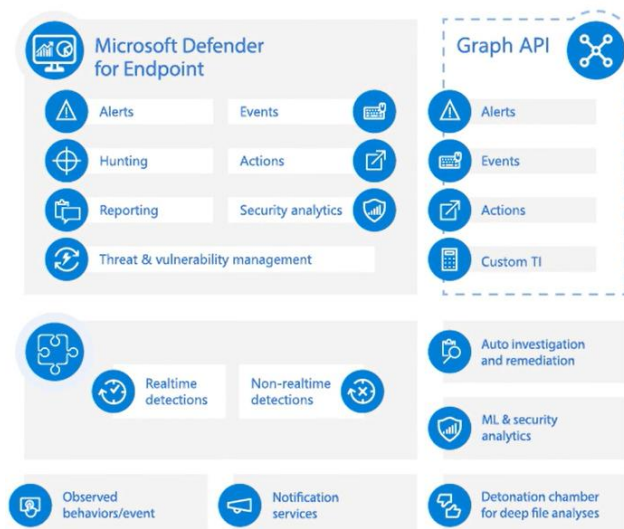 Microsoft Defender
for Endpoint
Alerts
Events
Hunting
Actions
Reporting
Security analytics
Threat & vulnerability management
Graph API
Alerts
Events
Actions
Custom TI
Realtime
detections
Non-realtime
detections
Auto investigation
and remediation
ML & security
analytics
Observed
behaviors/event
Notification
services
Detonation chamber
for deep file analyses